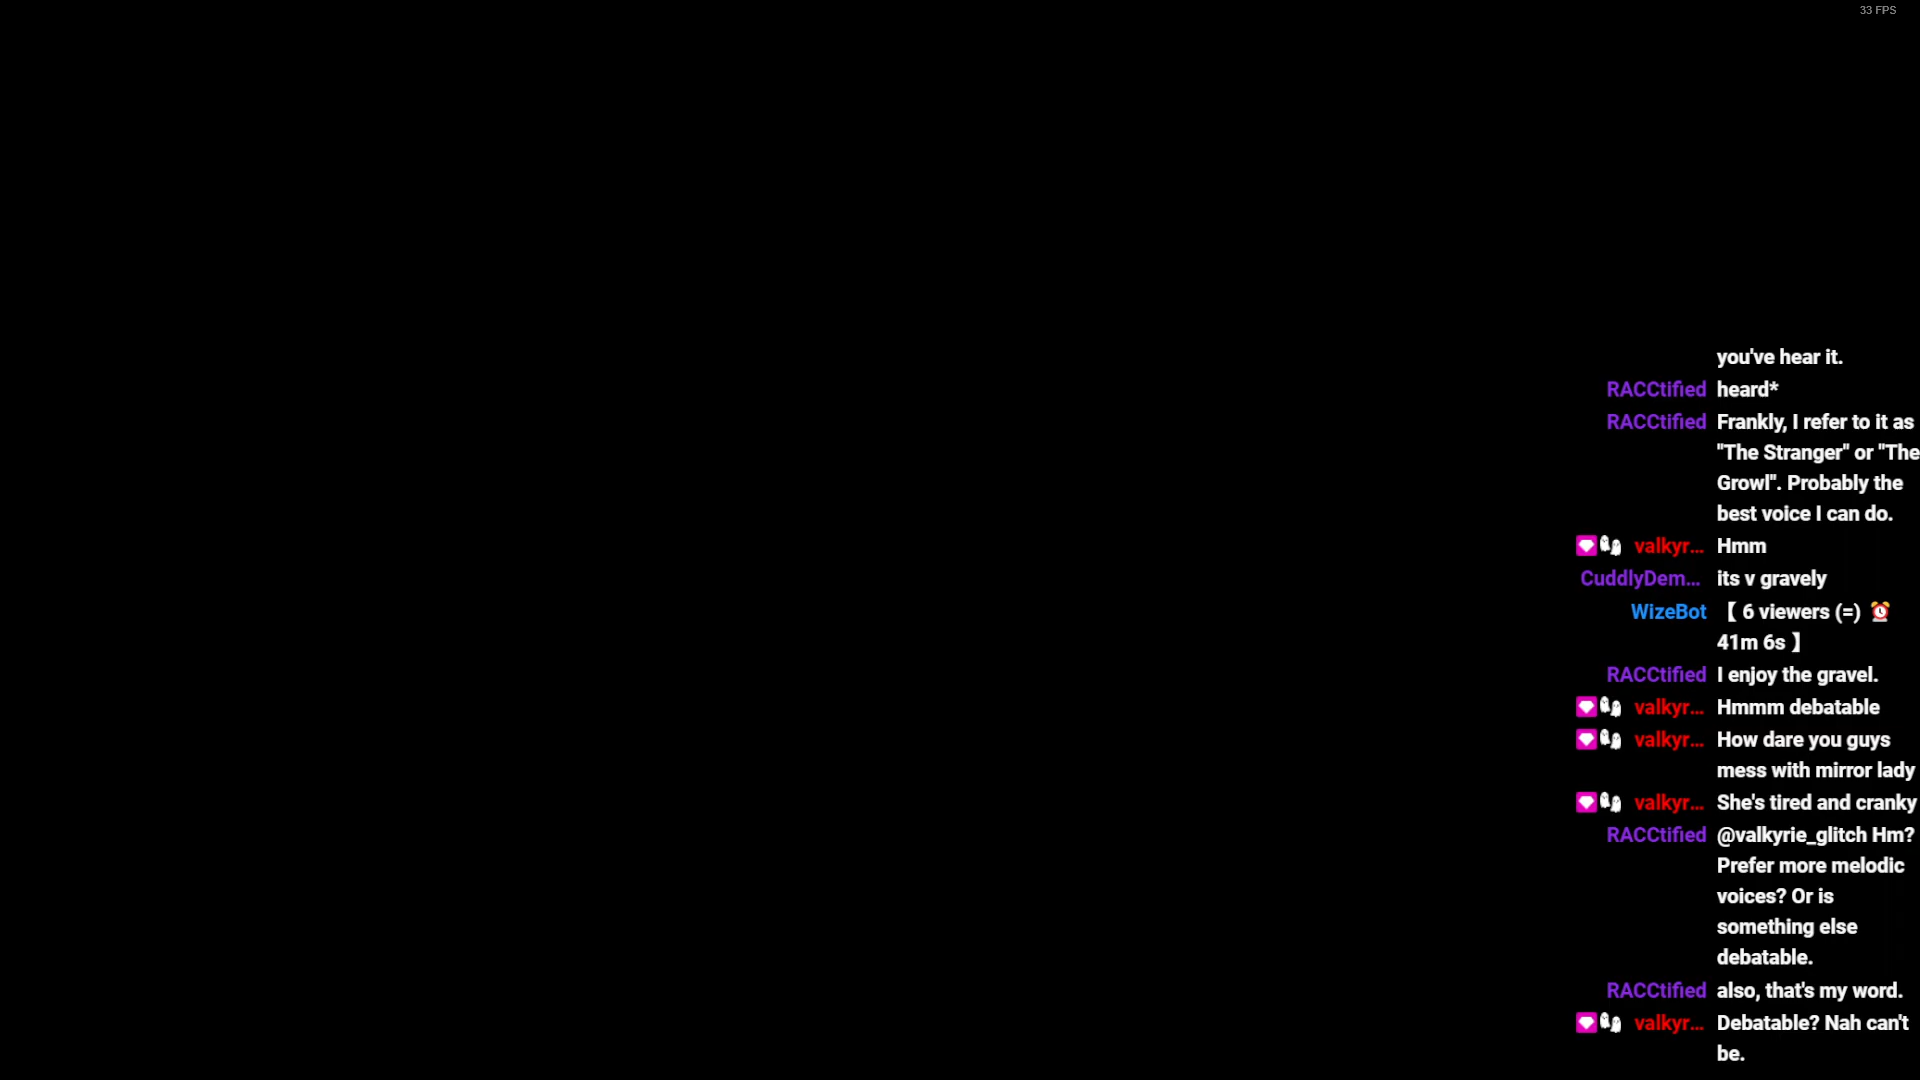 33 FPS
you've hear it.
RACCtified heard*
RACCtified Frankly, I refer to it as
"The Stranger" or "The
Growl". Probably the
best voice I can do.
valkyr... Hmm
CuddlyDem... its v gravely
WizeBot 【 6 viewers (=) ⏰
41m 6s 】
RACCtified I enjoy the gravel.
valkyr... Hmmm debatable
valkyr... How dare you guys
mess with mirror lady
valkyr... She's tired and cranky
RACCtified @valkyrie_glitch Hm?
Prefer more melodic
voices? Or is
something else
debatable.
RACCtified also, that's my word.
valkyr... Debatable? Nah can't
be.